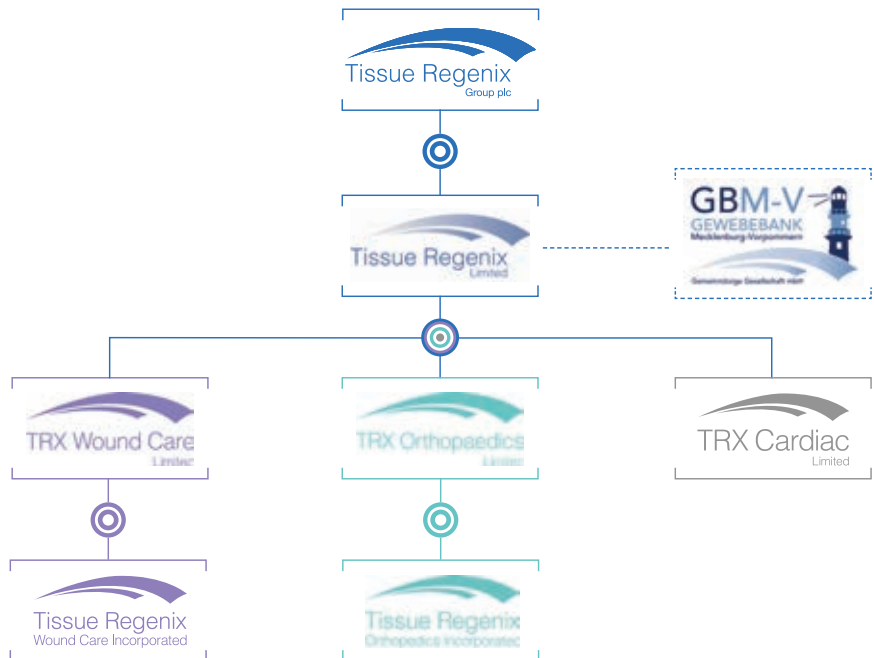 Tissue Regenix
Group plc
Tissue Regenix
Limited
GBM-V
GEWEBEBANK
Mecklenburg-Vorpommern
Gemeinnützige Gesellschaft mbH
TRX Wound Care
Limited
TRX Orthopaedics
Limited
TRX Cardiac
Limited
Tissue Regenix
Wound Care Incorporated
Tissue Regenix
Orthopedics Incorporated